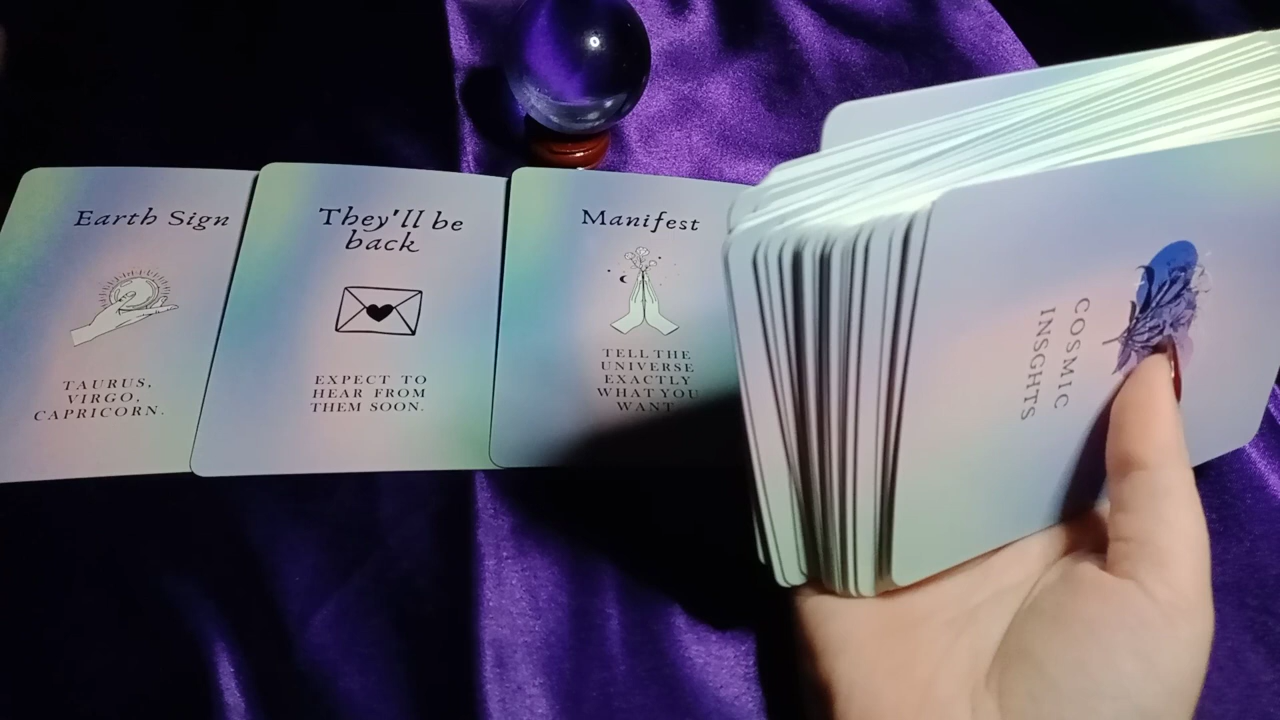 Earth Sign
TAURUS,
VIRGO,
CAPRICORN.
They'll be
back
EXPECT TO
HEAR FROM
THEM SOON.
Manifest
TELL THE
UNIVERSE
EXACTLY
WHAT YOU
WANT
COSMIC
INSGHTS